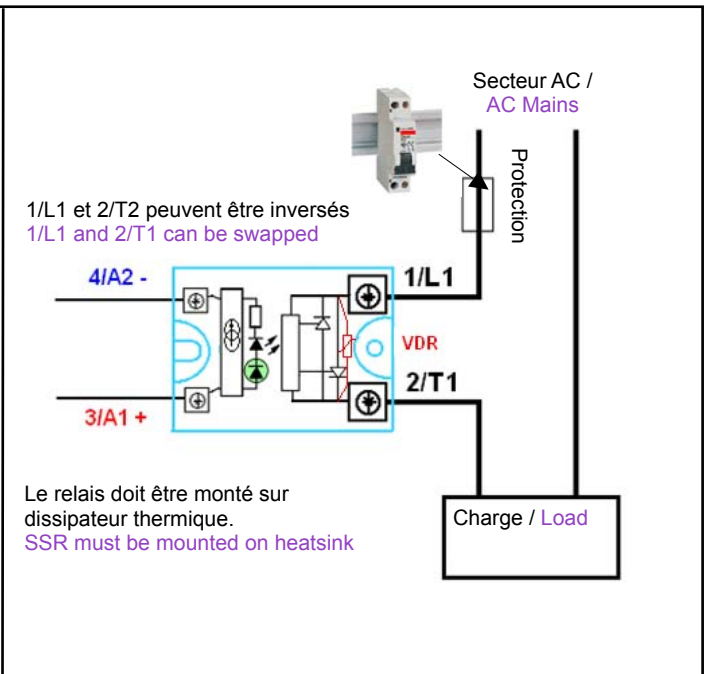 Secteur AC /
AC Mains
Protection
1/L1 et 2/T2 peuvent être inversés
1/L1 and 2/T1 can be swapped
4/A2 -
1/L1
VDR
2/T1
3/A1 +
Le relais doit être monté sur
dissipateur thermique.
SSR must be mounted on heatsink
Charge / Load